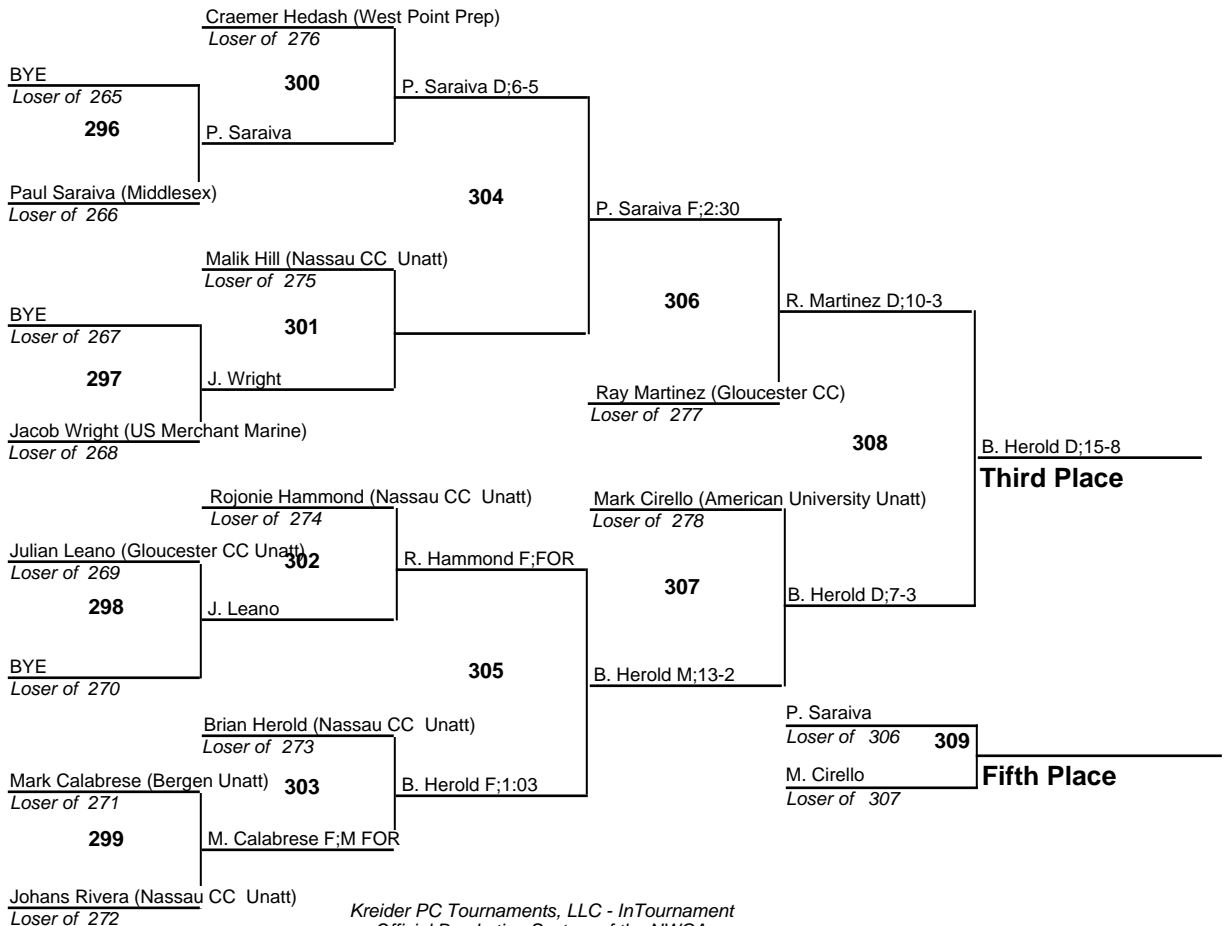 Craemer Hedash (West Point Prep)
Loser of 276
BYE
Loser of 265
300
P. Saraiva D;6-5
296
P. Saraiva
Paul Saraiva (Middlesex)
Loser of 266
304
P. Saraiva F;2:30
Malik Hill (Nassau CC Unatt)
Loser of 275
BYE
Loser of 267
301
306
R. Martinez D;10-3
297
J. Wright
Ray Martinez (Gloucester CC)
Loser of 277
Jacob Wright (US Merchant Marine)
Loser of 268
308
B. Herold D;15-8
Third Place
Rojonie Hammond (Nassau CC Unatt)
Loser of 274
Mark Cirello (American University Unatt)
Loser of 278
Julian Leano (Gloucester CC Unatt)
Loser of 269
302
R. Hammond F;FOR
298
J. Leano
307
B. Herold D;7-3
BYE
Loser of 270
305
B. Herold M;13-2
Brian Herold (Nassau CC Unatt)
Loser of 273
P. Saraiva
Loser of 306
309
Mark Calabrese (Bergen Unatt)
Loser of 271
303
B. Herold F;1:03
M. Cirello
Loser of 307
Fifth Place
299
M. Calabrese F;M FOR
Johans Rivera (Nassau CC Unatt)
Loser of 272
Kreider PC Tournaments, LLC - InTournament